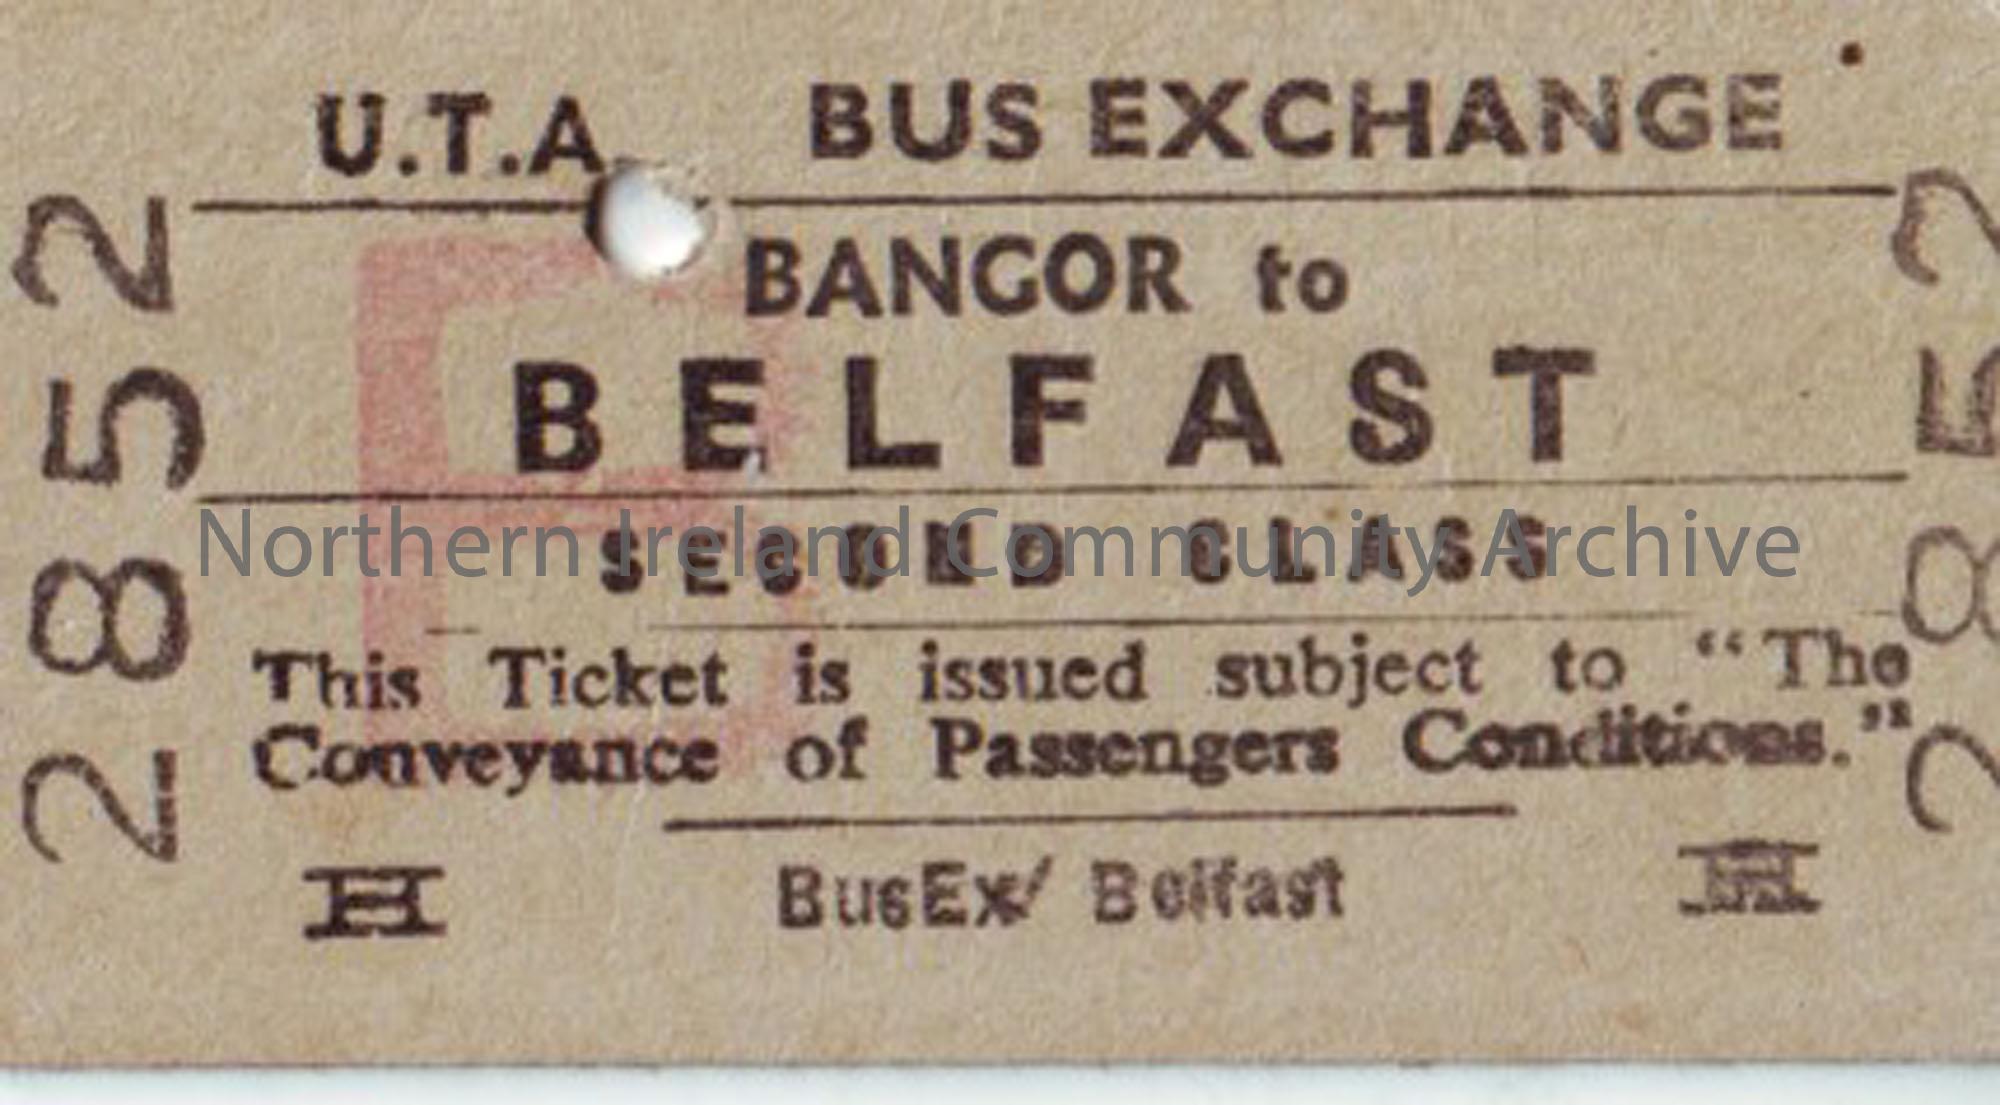 U.T.A. BUS EXCHANGE
BANGOR to
BELFAST
SECOND CLASS
Northern Ireland Community Archive
This Ticket is issued subject to “The
Conveyance of Passengers Conditions.”
H BusEx/ Belfast H
2852
2852